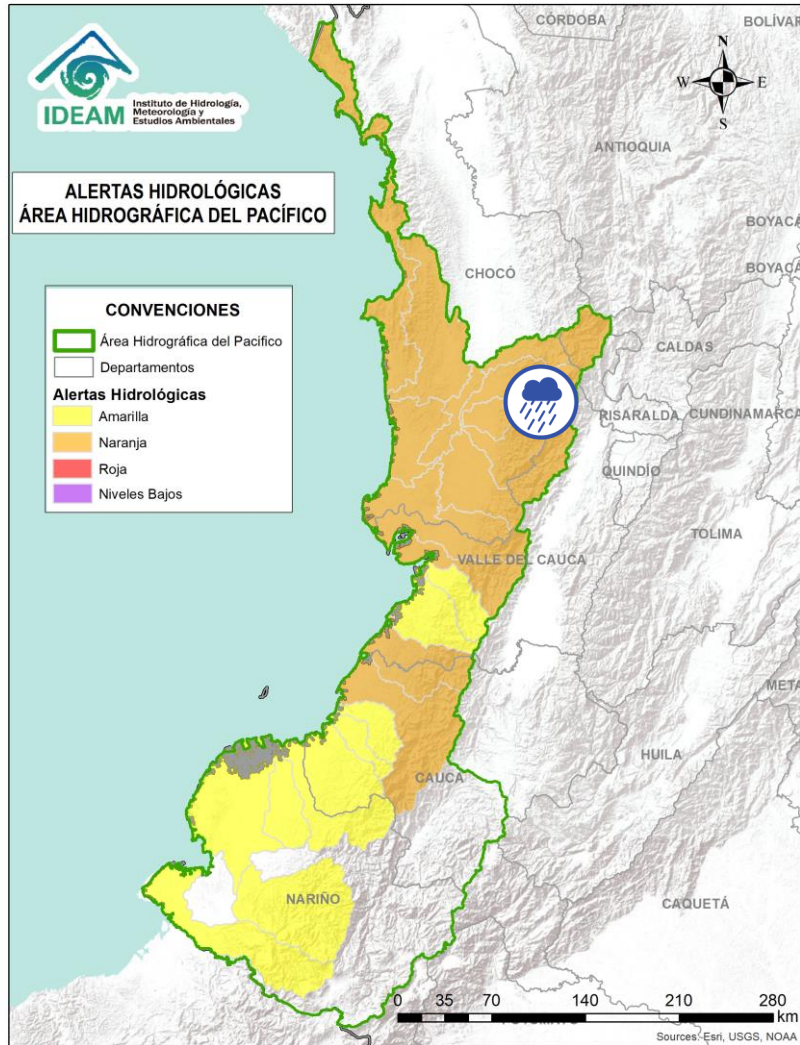 CÓRDOBA
BOLÍVAR
N
W
E
S
IDEAM
Instituto de Hidrología,
Meteorología y
Estudios Ambientales
ANTIOQUIA
ALERTAS HIDROLÓGICAS
ÁREA HIDROGRÁFICA DEL PACÍFICO
BOYACÁ
BOYACÁ
CHOCÓ
CONVENCIONES
Área Hidrográfica del Pacifico
Departamentos
Alertas Hidrológicas
Amarilla
Naranja
Roja
Niveles Bajos
CALDAS
RISARALDA
CUNDINAMARCA
QUINDÍO
TOLIMA
VALLE DEL CAUCA
META
HUILA
CAUCA
NARIÑO
CAQUETÁ
0 35 70 140 210 280
km
Sources: Esri, USGS, NOAA